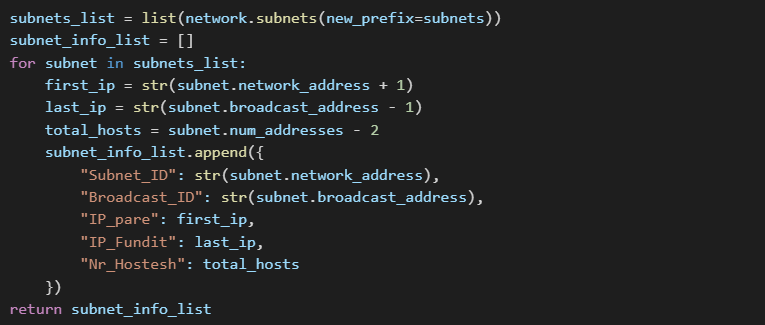 subnets_list = list(network.subnets(new_prefix=subnets))
subnet_info_list = []
for subnet in subnets_list:
    first_ip = str(subnet.network_address + 1)
    last_ip = str(subnet.broadcast_address - 1)
    total_hosts = subnet.num_addresses - 2
    subnet_info_list.append({
        "Subnet_ID": str(subnet.network_address),
        "Broadcast_ID": str(subnet.broadcast_address),
        "IP_pare": first_ip,
        "IP_Fundit": last_ip,
        "Nr_Hostesh": total_hosts
    })
return subnet_info_list